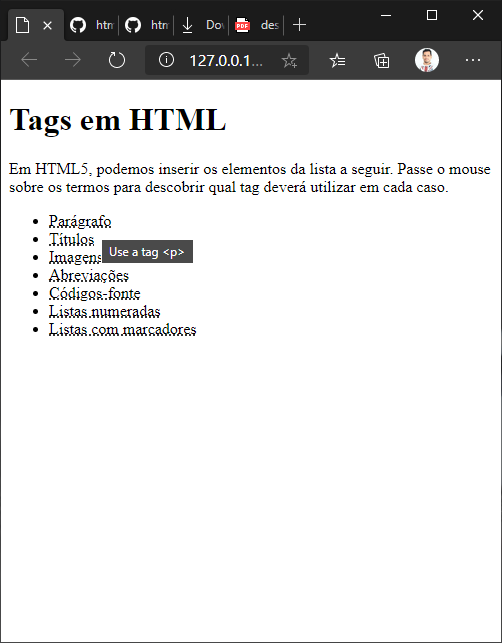 htm
htm
Dov
PDF
des
127.0.0.1...
Tags em HTML
Em HTML5, podemos inserir os elementos da lista a seguir. Passe o mouse
sobre os termos para descobrir qual tag deverá utilizar em cada caso.
Parágrafo
Títulos
Use a tag <p>
Imagens
Abreviações
Códigos-fonte
Listas numeradas
Listas com marcadores